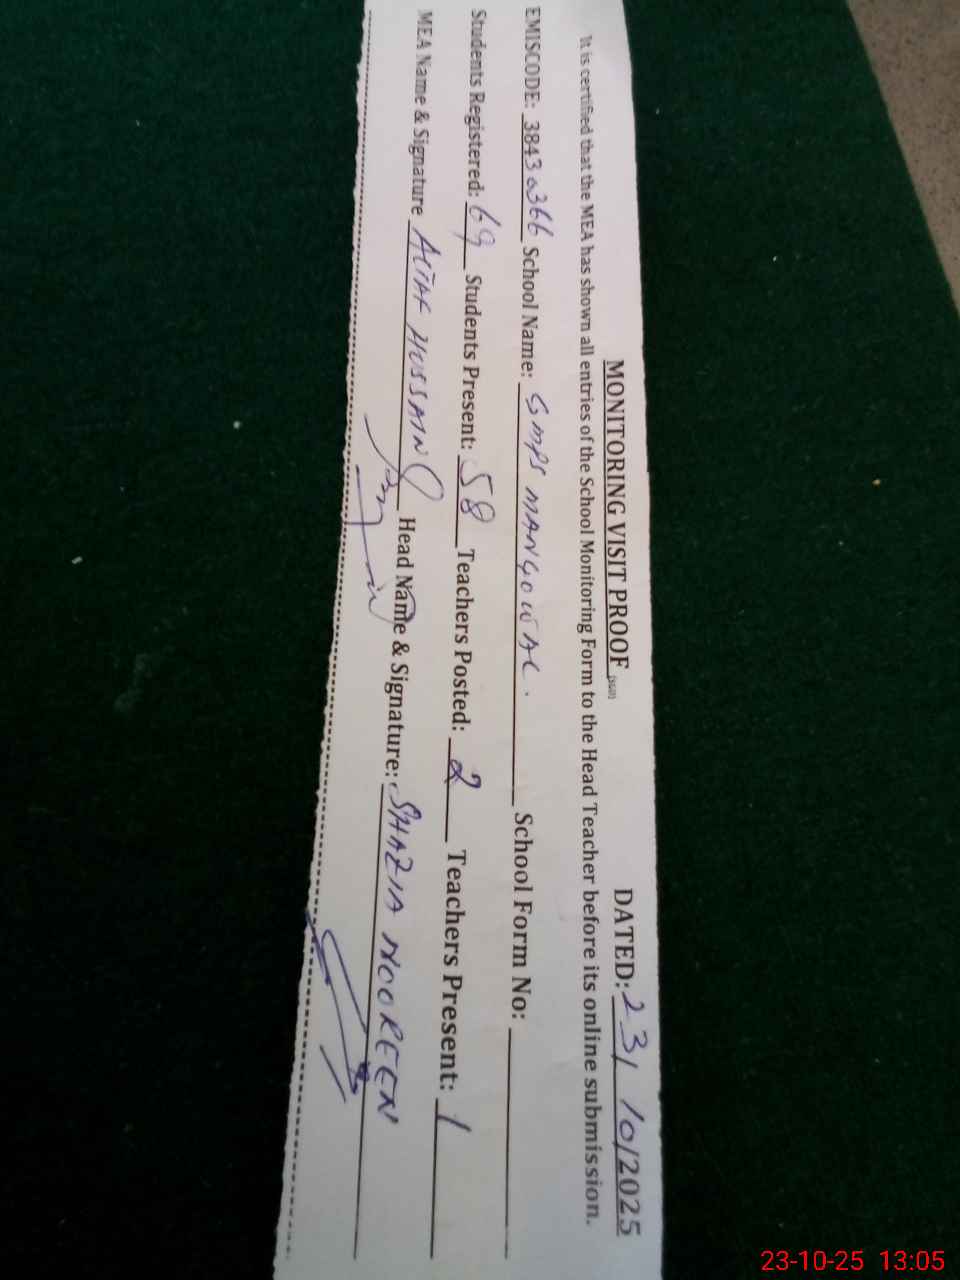 MONITORING VISIT PROOF DATED: 23/10/2025
It is certified that the MEA has shown all entries of the School Monitoring Form to the Head Teacher before its online submission.
EMISCODE: 38430366 School Name: GMPS MANGOWAL. School Form No:
Students Registered: 69 Students Present: 58 Teachers Posted: 2 Teachers Present: 1
MEA Name & Signature ALTAF HUSSAIN Head Name & Signature: SHAZIA NOOREEN
23-10-25 13:05